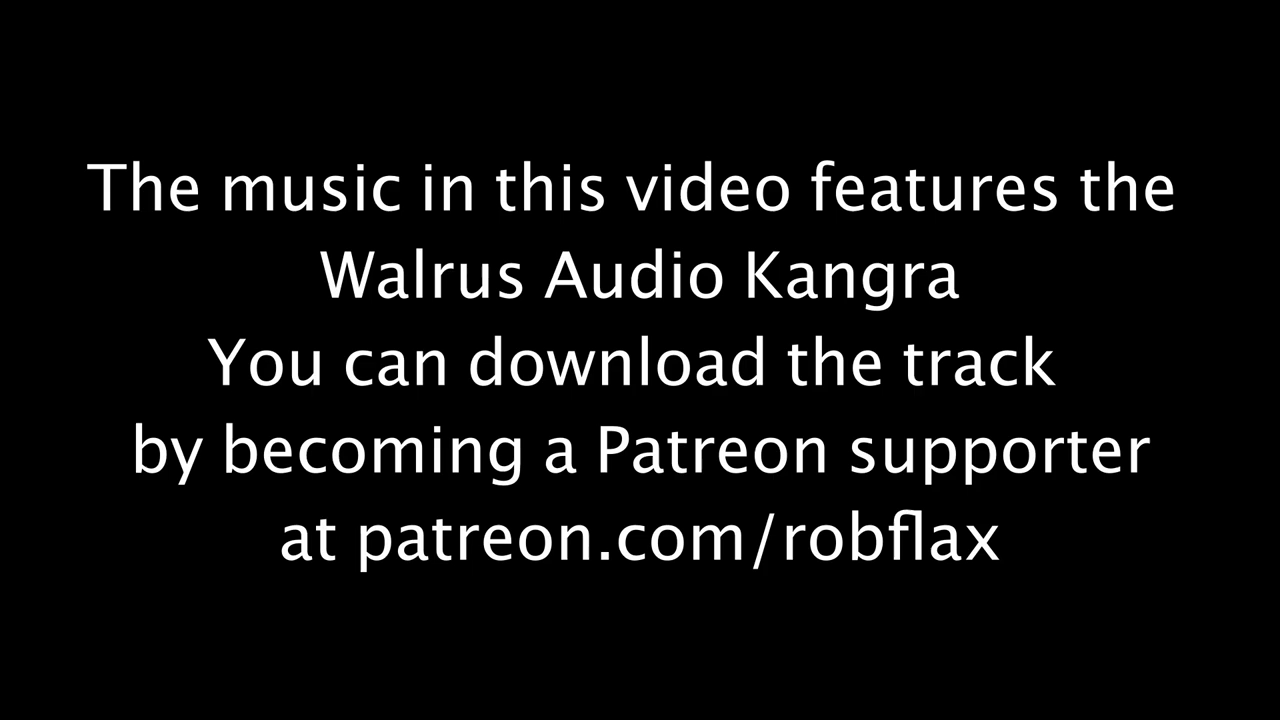 The music in this video features the
Walrus Audio Kangra
You can download the track
by becoming a Patreon supporter
at patreon.com/robflax